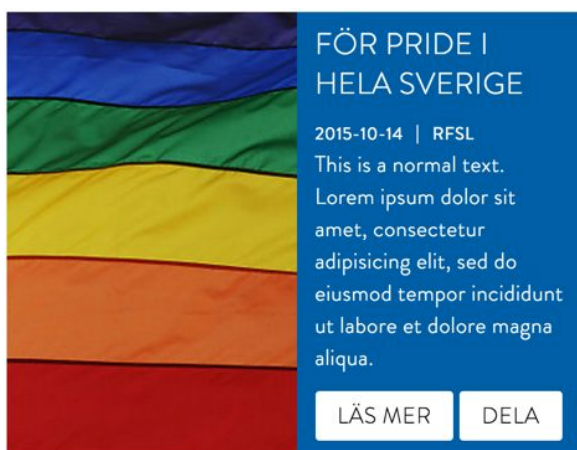 FÖR PRIDE I
HELA SVERIGE
2015-10-14 | RFSL
This is a normal text.
Lorem ipsum dolor sit
amet, consectetur
adipisicing elit, sed do
eiusmod tempor incididunt
ut labore et dolore magna
aliqua.
LÄS MER DELA